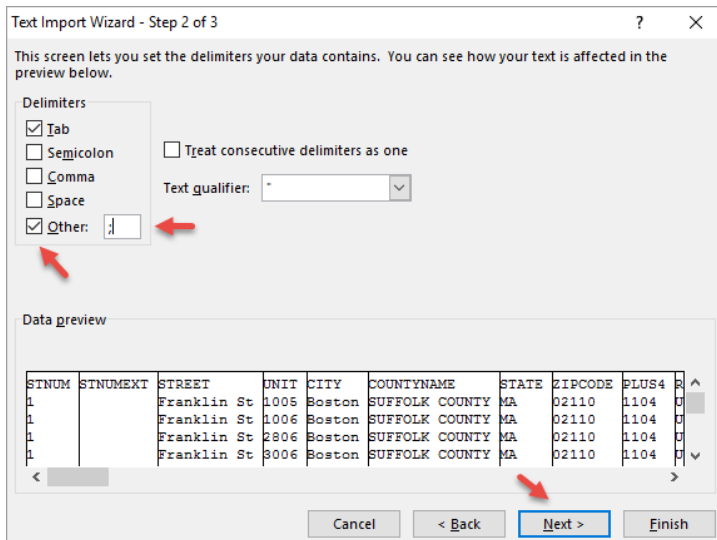 Text Import Wizard - Step 2 of 3 ? ×
This screen lets you set the delimiters your data contains. You can see how your text is affected in the
preview below.
Delimiters
Tab
Semicolon
Comma
Space
Other: ;
Treat consecutive delimiters as one
Text qualifier: "
Data preview
STNUM STNUMEXT STREET UNIT CITY COUNTYNAME STATE ZIPCODE PLUS4 R
1 Franklin St 1005 Boston SUFFOLK COUNTY MA 02110 1104 U
1 Franklin St 1006 Boston SUFFOLK COUNTY MA 02110 1104 U
1 Franklin St 2806 Boston SUFFOLK COUNTY MA 02110 1104 U
1 Franklin St 3006 Boston SUFFOLK COUNTY MA 02110 1104 U
Cancel < Back Next > Finish